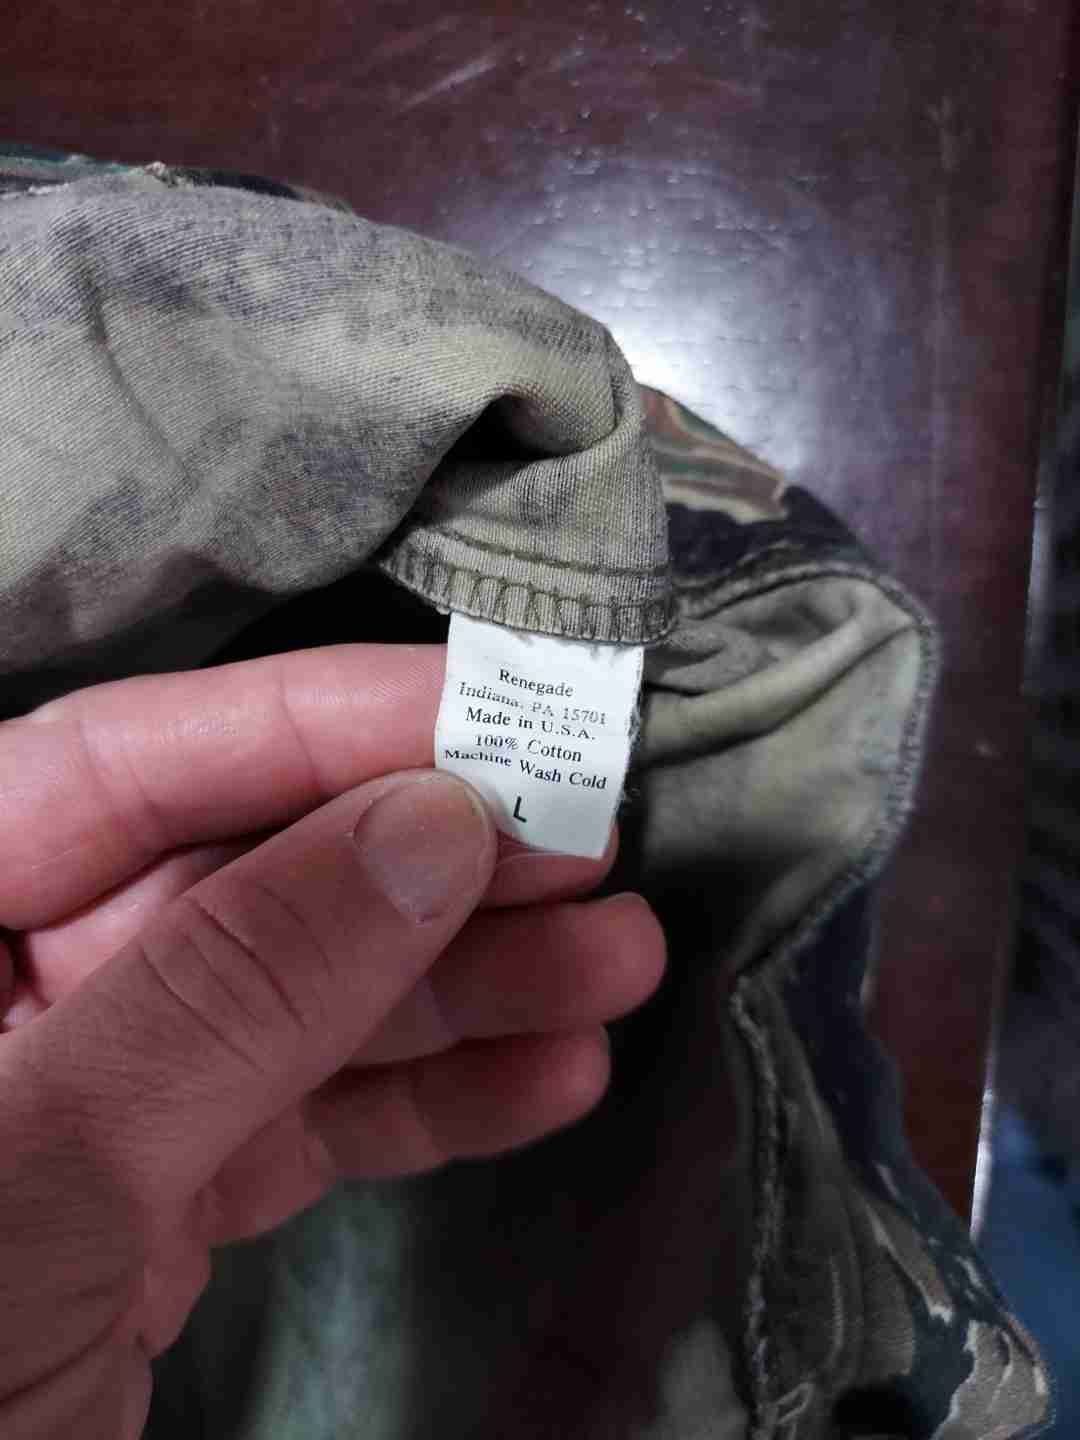 Renegade
Indiana, PA 15701
Made in U.S.A.
100% Cotton
Machine Wash Cold
L